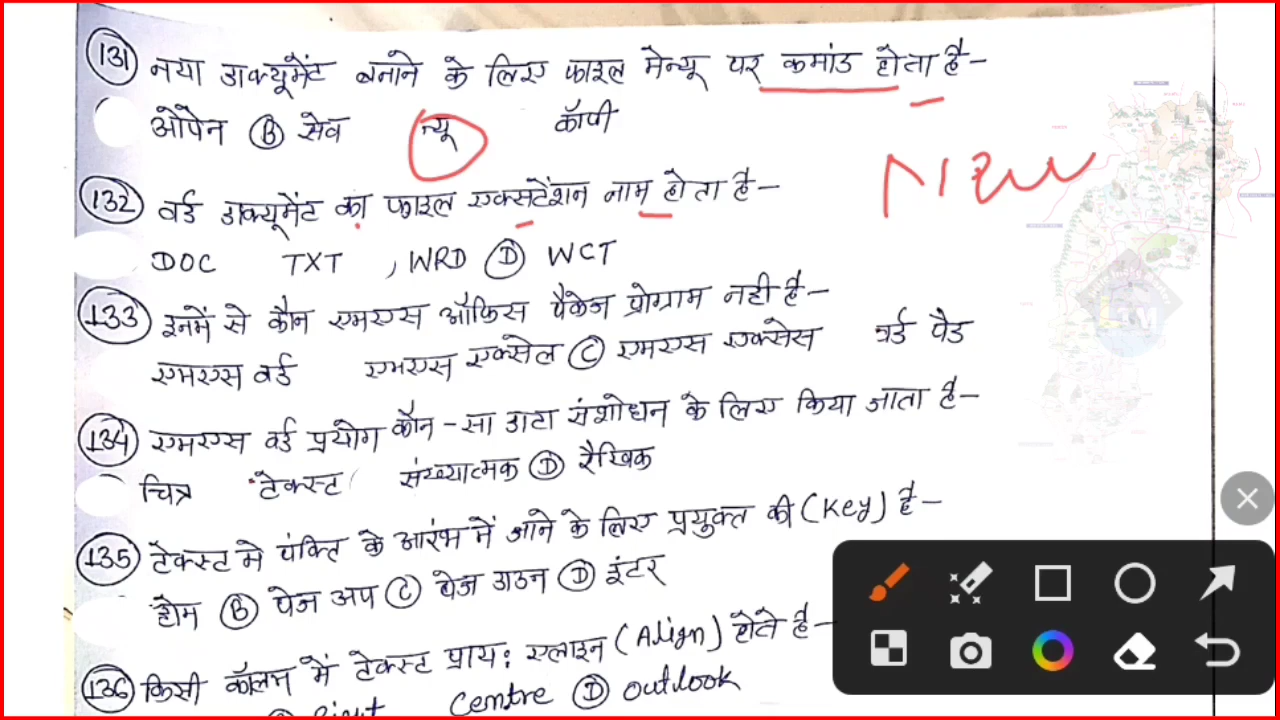 131 नया डाक्यूमेंट बनाने के लिए फाइल मेन्यू पर कमांड होता है-
ओपैन B सेव न्यू कॉपी
New
132 वर्ड डाक्यूमेंट का फाइल एक्सटेंशन नाम होता है-
DOC TXT , WRD D WCT
133 इनमें से कौन एमएस ऑफिस पैकेज प्रोग्राम नही है-
एमएस वर्ड एमएस एक्सेल C एमएस एक्सेस वर्ड पैड
134 एमएस वर्ड प्रयोग कौन-सा डाटा संशोधन के लिए किया जाता है-
चित्र टेक्स्ट संख्यात्मक D रैखिक
135 टेक्स्ट मे पंक्ति के आरंभ में जाने के लिए प्रयुक्त की (Key) है-
होम B पेज अप C पेज डाउन D इंटर
136 किसी कॉलम में टेक्स्ट प्राय: एलाइन (Align) होते है-
Right Centre D outlook